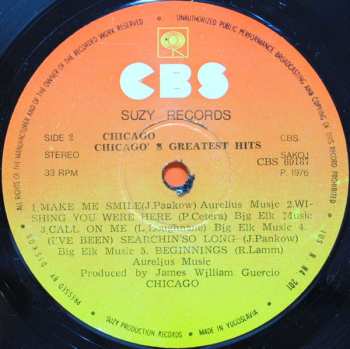 ALL RIGHTS OF THE MANUFACTURER AND OF THE OWNER OF THE RECORDED WORK RESERVED
UNAUTHORIZED PUBLIC PERFORMANCE, BROADCASTING AND COPYING OF THIS RECORD PROHIBITED
CBS
SUZY RECORDS
SIDE 2
STEREO
33 RPM
CHICAGO
CHICAGO'S GREATEST HITS
CBS
SAKOJ
CBS 69187
P. 1976
1.MAKE ME SMILE(J.Pankow) Aurelius Music 2.WI-
SHING YOU WERE HERE (P.Cetera) Big Elk Music
3.CALL ON ME (L.Loughnane) Big Elk Music 4.
(I'VE BEEN) SEARCHIN'SO LONG (J.Pankow)
Big Elk Music 5. BEGINNINGS (R.Lamm)
Aurelius Music
Produced by James William Guercio
CHICAGO
SUZY PRODUCTION RECORDS • MADE IN YUGOSLAVIA